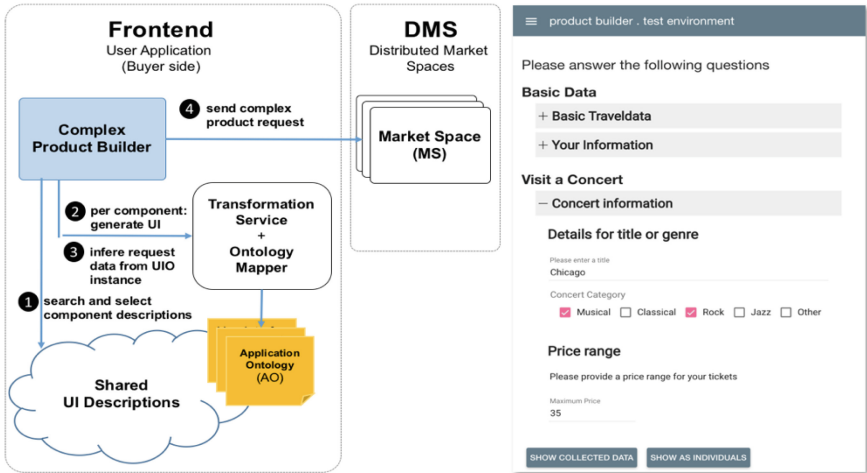 Frontend
User Application
(Buyer side)
DMS
Distributed Market
Spaces
4
send complex
product request
Complex
Product Builder
Market Space
(MS)
2
per component:
generate UI
3
infere request
data from UIO
instance
Transformation
Service
+
Ontology
Mapper
1
search and select
component descriptions
Application
Ontology
(AO)
Shared
UI Descriptions
product builder . test environment
Please answer the following questions
Basic Data
+ Basic Traveldata
+ Your Information
Visit a Concert
− Concert information
Details for title or genre
Please enter a title
Chicago
Concert Category
Musical Classical Rock Jazz Other
Price range
Please provide a price range for your tickets
Maximum Price
35
SHOW COLLECTED DATA SHOW AS INDIVIDUALS